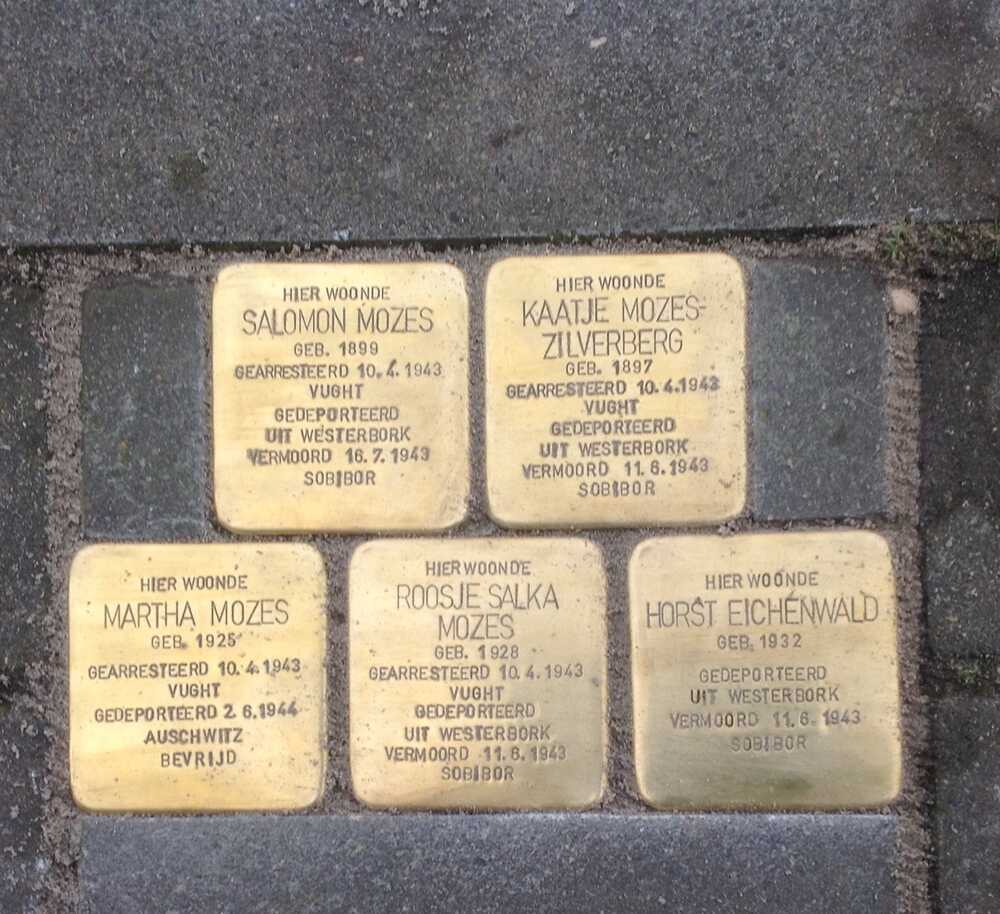 HIER WOONDE
SALOMON MOZES
GEB. 1899
GEARRESTEERD 10.4.1943
VUGHT
GEDEPORTEERD
UIT WESTERBORK
VERMOORD 16.7.1943
SOBIBOR
HIER WOONDE
KAATJE MOZES-
ZILVERBERG
GEB. 1897
GEARRESTEERD 10.4.1943
VUGHT
GEDEPORTEERD
UIT WESTERBORK
VERMOORD 11.6.1943
SOBIBOR
HIER WOONDE
MARTHA MOZES
GEB. 1925
GEARRESTEERD 10.4.1943
VUGHT
GEDEPORTEERD 2.6.1944
AUSCHWITZ
BEVRIJD
HIER WOONDE
ROOSJE SALKA
MOZES
GEB. 1928
GEARRESTEERD 10.4.1943
VUGHT
GEDEPORTEERD
UIT WESTERBORK
VERMOORD 11.6.1943
SOBIBOR
HIER WOONDE
HORST EICHENWALD
GEB. 1932
GEDEPORTEERD
UIT WESTERBORK
VERMOORD 11.6.1943
SOBIBOR